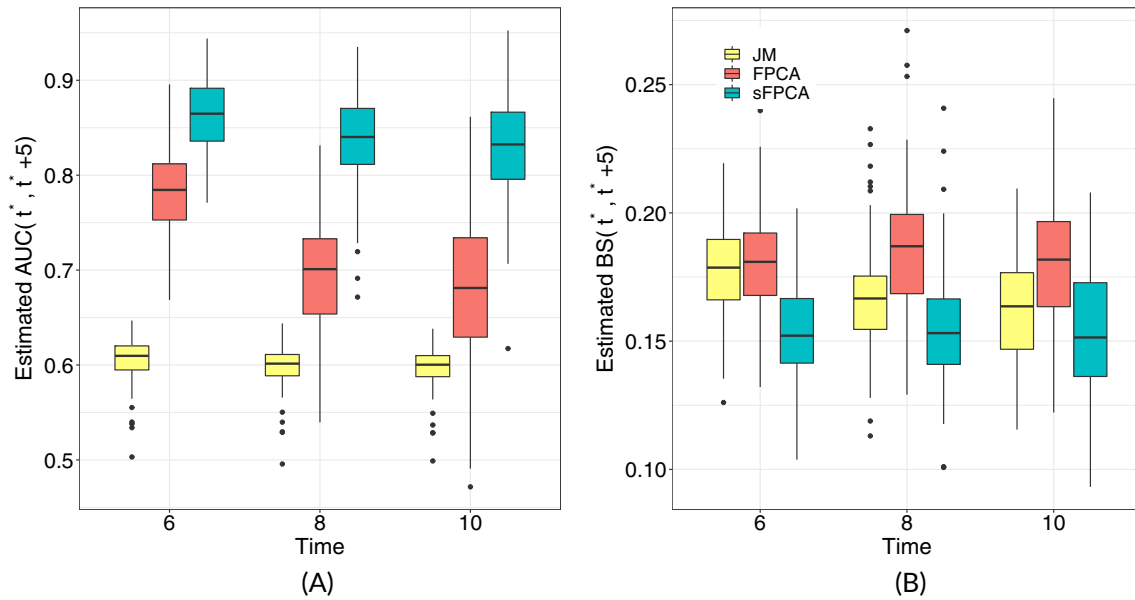 Estimated AUC( t* , t* +5)
0.9
0.8
0.7
0.6
0.5
6 8 10
Time
(A)
Estimated BS( t* , t* +5)
0.25
0.20
0.15
0.10
JM
FPCA
sFPCA
6 8 10
Time
(B)